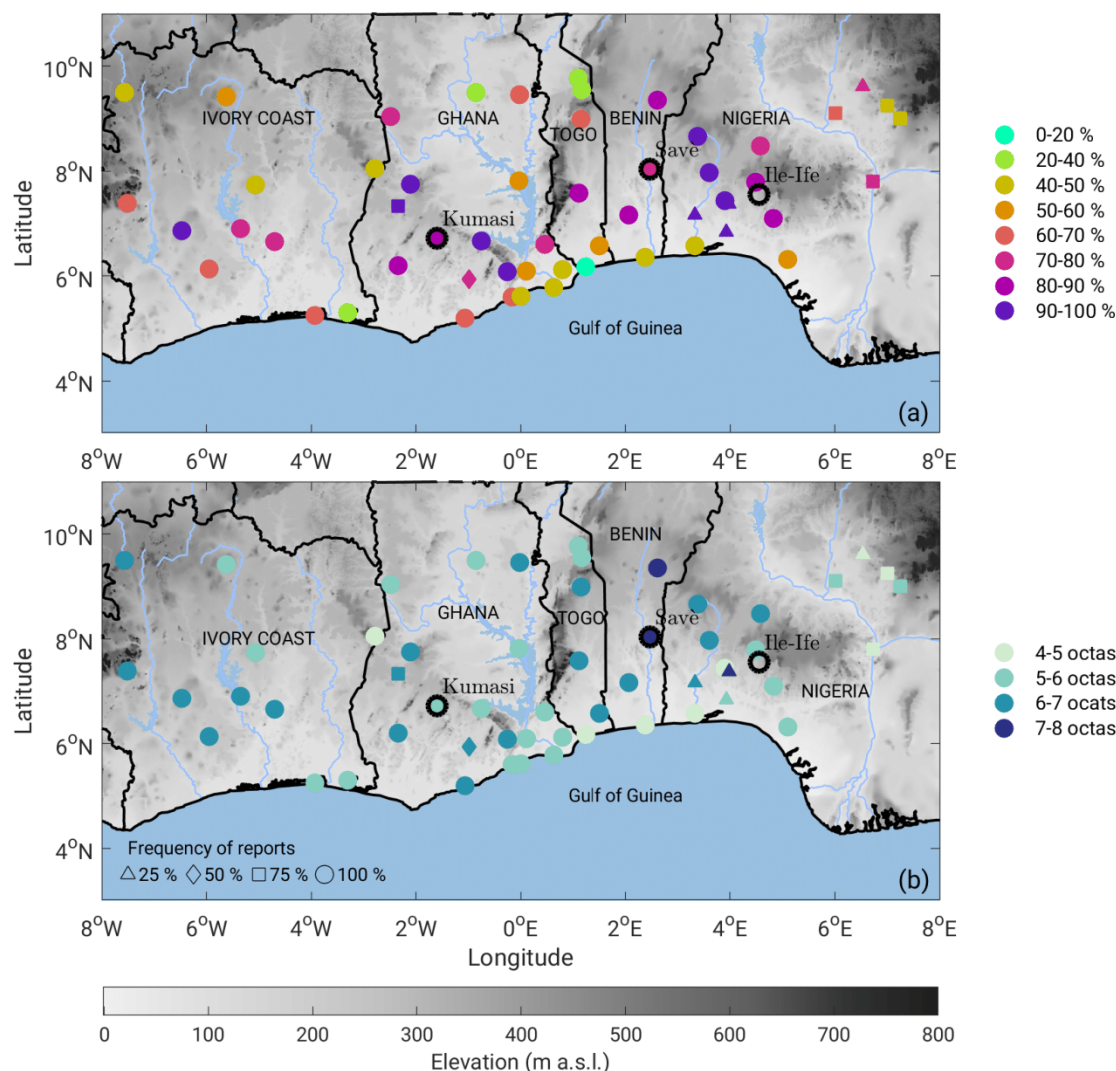 10°N
8°N
6°N
4°N
Latitude
IVORY COAST
GHANA
TOGO
BENIN
NIGERIA
Savè
Ile-Ife
Kumasi
Gulf of Guinea
(a)
8°W 6°W 4°W 2°W 0°E 2°E 4°E 6°E 8°E
0-20 %
20-40 %
40-50 %
50-60 %
60-70 %
70-80 %
80-90 %
90-100 %
10°N
8°N
6°N
4°N
Latitude
BENIN
GHANA
TOGO
Savè
IVORY COAST
Ile-Ife
Kumasi
NIGERIA
Gulf of Guinea
Frequency of reports
25 % 50 % 75 % 100 %
(b)
8°W 6°W 4°W 2°W 0°E 2°E 4°E 6°E 8°E
Longitude
4-5 octas
5-6 octas
6-7 ocats
7-8 octas
0 100 200 300 400 500 600 700 800
Elevation (m a.s.l.)